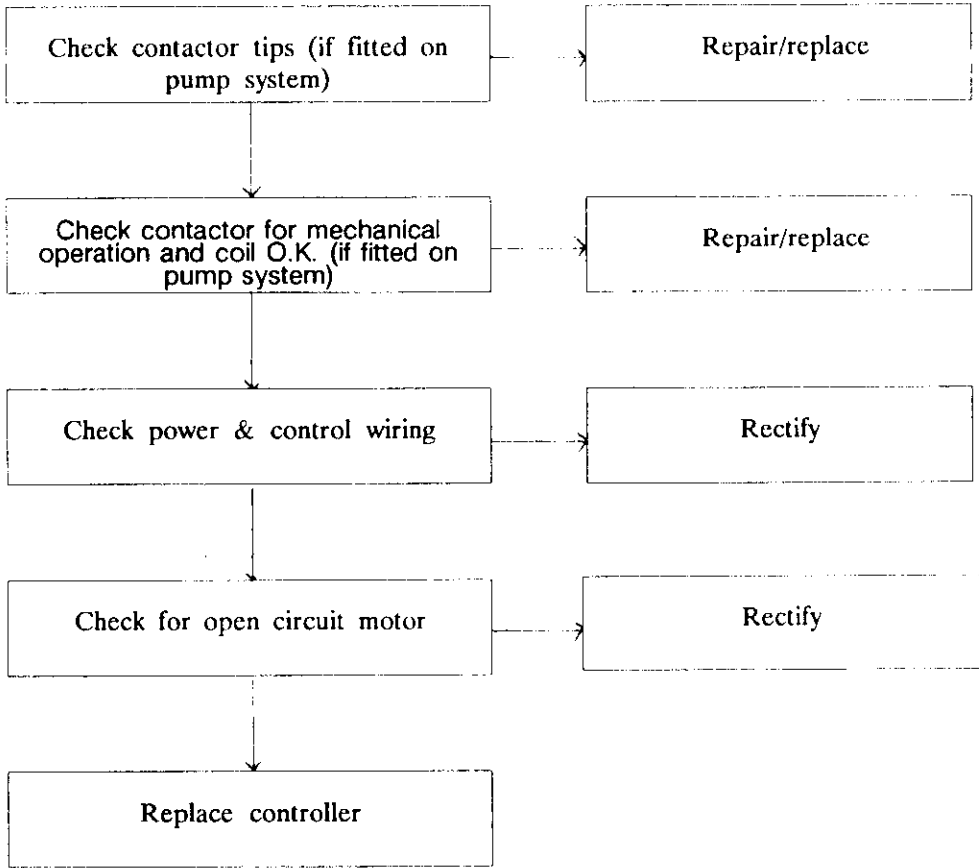 Check contactor tips (if fitted on
pump system)
Repair/replace
Check contactor for mechanical
operation and coil O.K. (if fitted on
pump system)
Repair/replace
Check power & control wiring
Rectify
Check for open circuit motor
Rectify
Replace controller